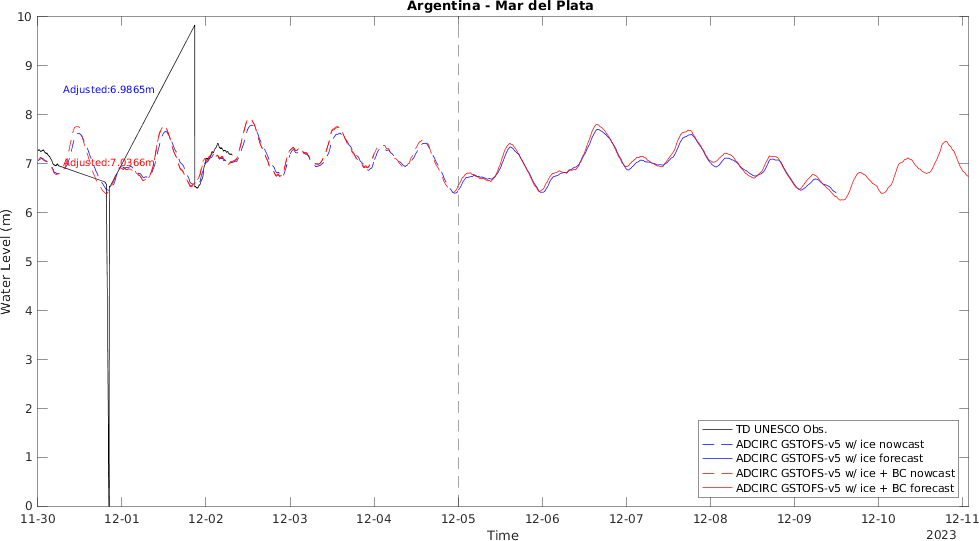 Argentina - Mar del Plata
10
9
8
7
6
5
4
3
2
1
0
Water Level (m)
Adjusted:6.9865m
Adjusted:7.0366m
TD UNESCO Obs.
ADCIRC GSTOFS-v5 w/ ice nowcast
ADCIRC GSTOFS-v5 w/ ice forecast
ADCIRC GSTOFS-v5 w/ ice + BC nowcast
ADCIRC GSTOFS-v5 w/ ice + BC forecast
11-30 12-01 12-02 12-03 12-04 12-05 12-06 12-07 12-08 12-09 12-10 12-11
Time
2023